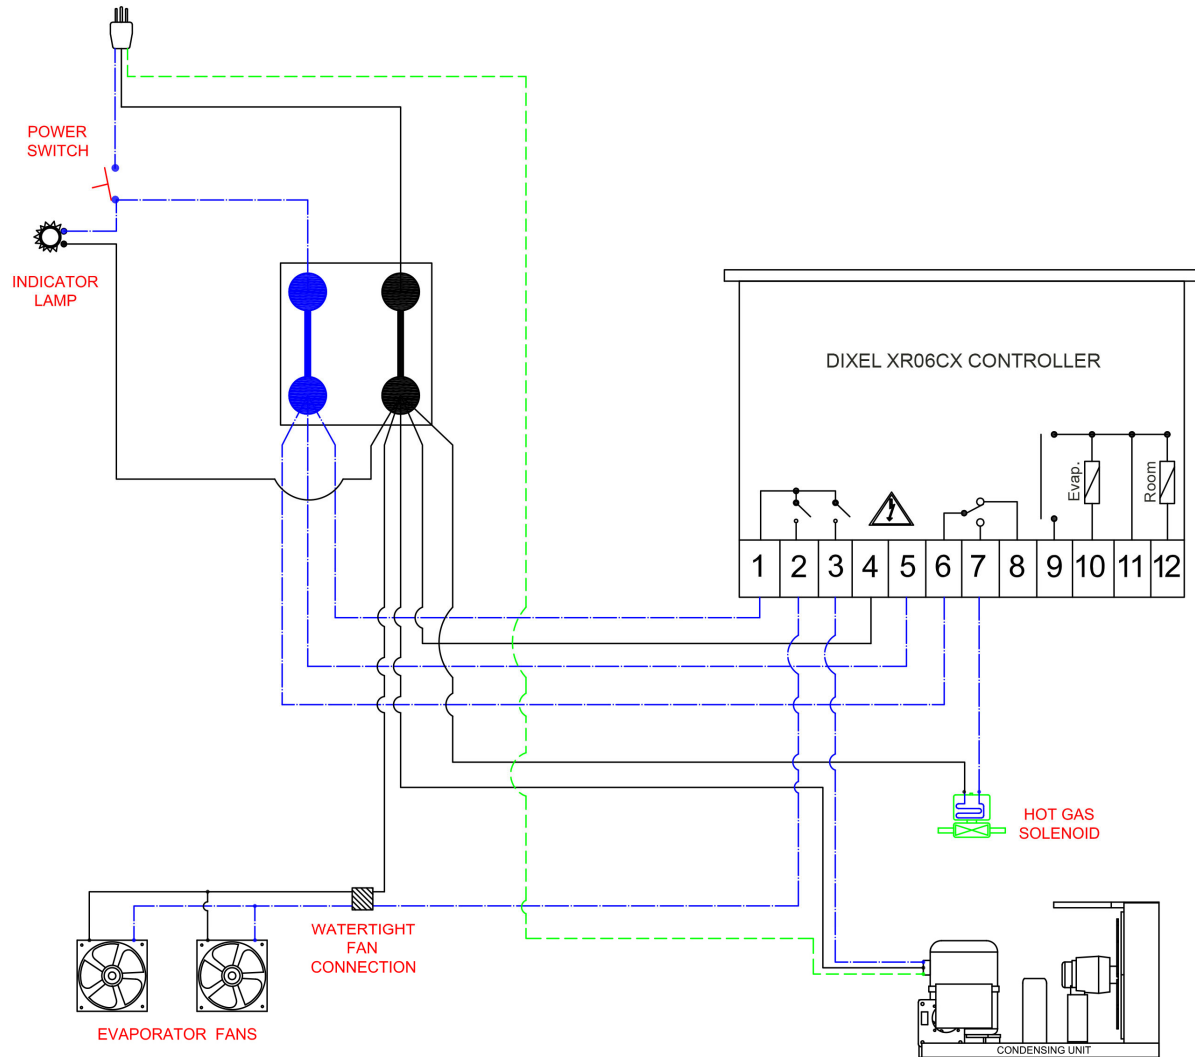 POWER
SWITCH
INDICATOR
LAMP
DIXEL XR06CX CONTROLLER
Evap.
Room
1 2 3 4 5 6 7 8 9 10 11 12
HOT GAS
SOLENOID
WATERTIGHT
FAN
CONNECTION
EVAPORATOR FANS
CONDENSING UNIT